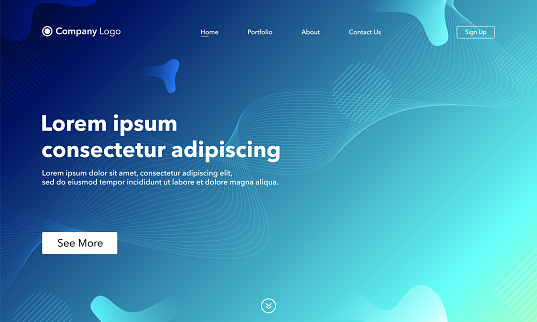 Company Logo
Home
Portfolio
About
Contact Us
Sign Up
Lorem ipsum
consectetur adipiscing
Lorem ipsum dolor sit amet, consectetur adipiscing elit,
sed do eiusmod tempor incididunt ut labore et dolore magna aliqua.
See More